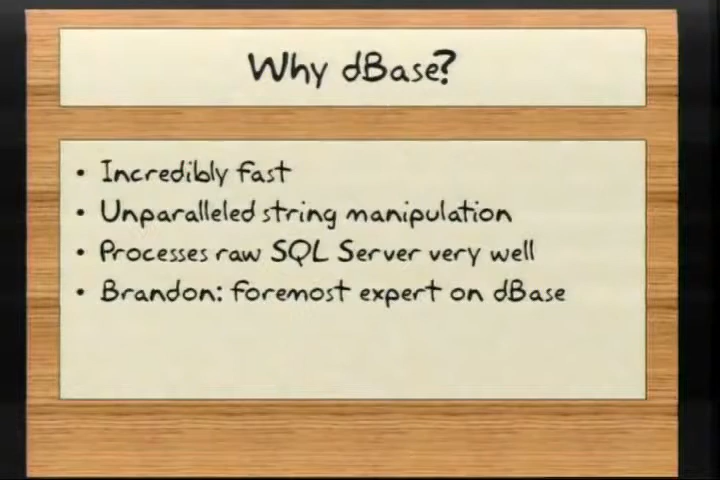 Why dBase?
• Incredibly fast
• Unparalleled string manipulation
• Processes raw SQL Server very well
• Brandon: foremost expert on dBase